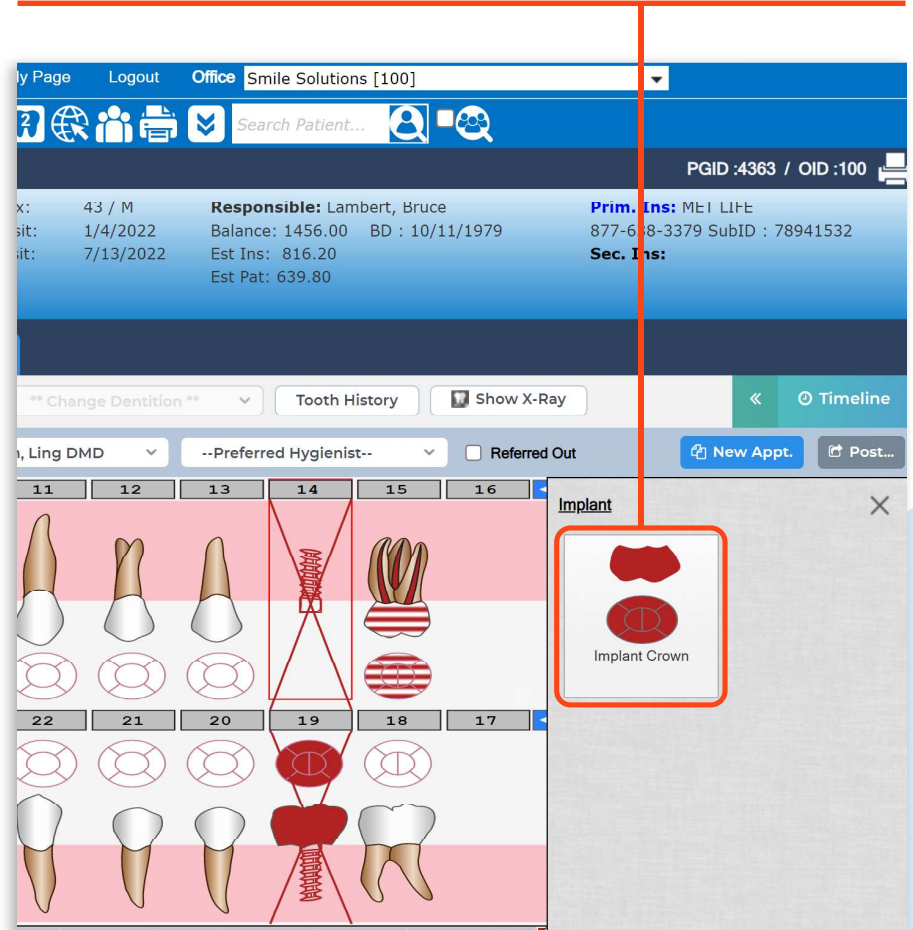 ly Page Logout Office Smile Solutions [100]
2 Search Patient...
PGID :4363 / OID :100
x: 43 / M Responsible: Lambert, Bruce Prim. Ins: MET LIFE
sit: 1/4/2022 Balance: 1456.00 BD : 10/11/1979 877-638-3379 SubID : 78941532
sit: 7/13/2022 Est Ins: 816.20 Sec. Ins:
Est Pat: 639.80
** Change Dentition ** Tooth History Show X-Ray « Timeline
, Ling DMD --Preferred Hygienist-- Referred Out New Appt. Post...
11 12 13 14 15 16
Implant
Implant Crown
22 21 20 19 18 17